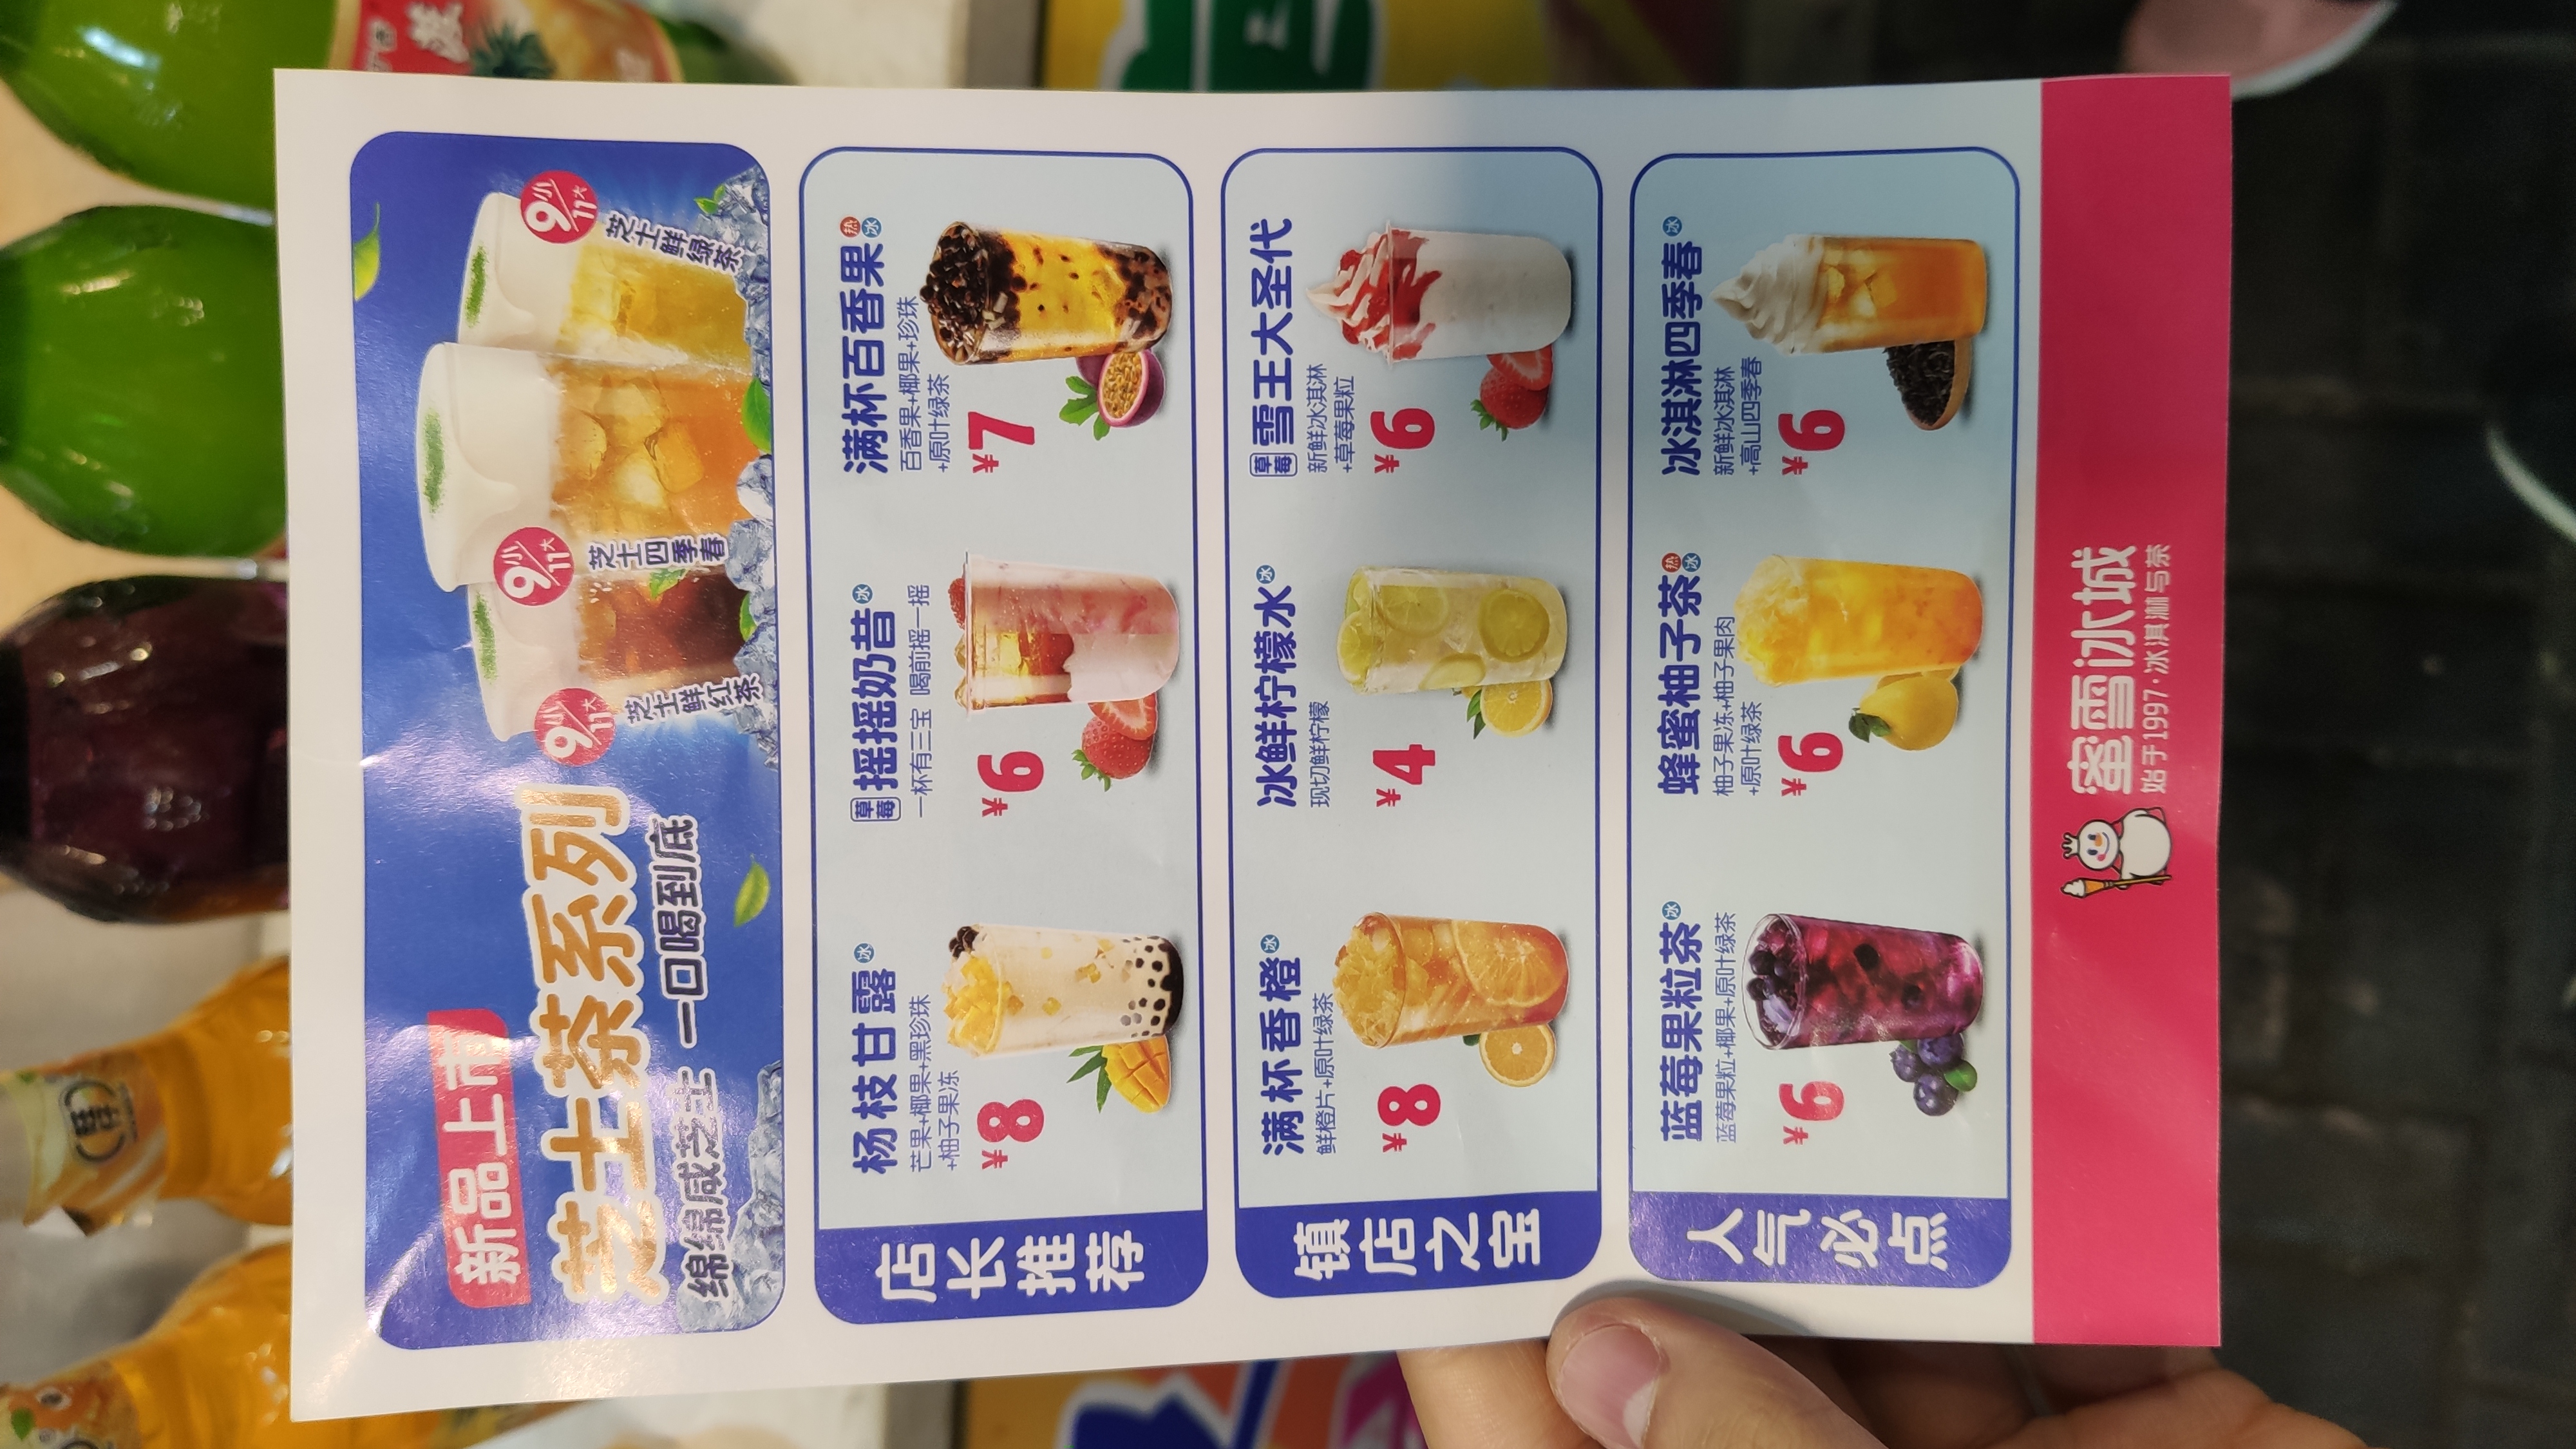 新品上市
芝士茶系列
绵绵咸芝士 一口喝到底
9小/11大
芝士鲜红茶
9小/11大
芝士四季春
9小/11大
芝士鲜绿茶
店长推荐
杨枝甘露 冰
芒果+椰果+黑珍珠
+柚子果冻
¥8
草莓 摇摇奶昔 冰
一杯有三宝 喝前摇一摇
¥6
满杯百香果 热 冰
百香果+椰果+珍珠
+原叶绿茶
¥7
镇店之宝
满杯香橙 冰
鲜橙片+原叶绿茶
¥8
冰鲜柠檬水 冰
现切鲜柠檬
¥4
草莓 雪王大圣代
新鲜冰淇淋
+草莓果粒
¥6
人气必点
蓝莓果粒茶 冰
蓝莓果粒+椰果+原叶绿茶
¥6
蜂蜜柚子茶 热 冰
柚子果冻+柚子果肉
+原叶绿茶
¥6
冰淇淋四季春 冰
新鲜冰淇淋
+高山四季春
¥6
蜜雪冰城
始于1997·冰淇淋与茶